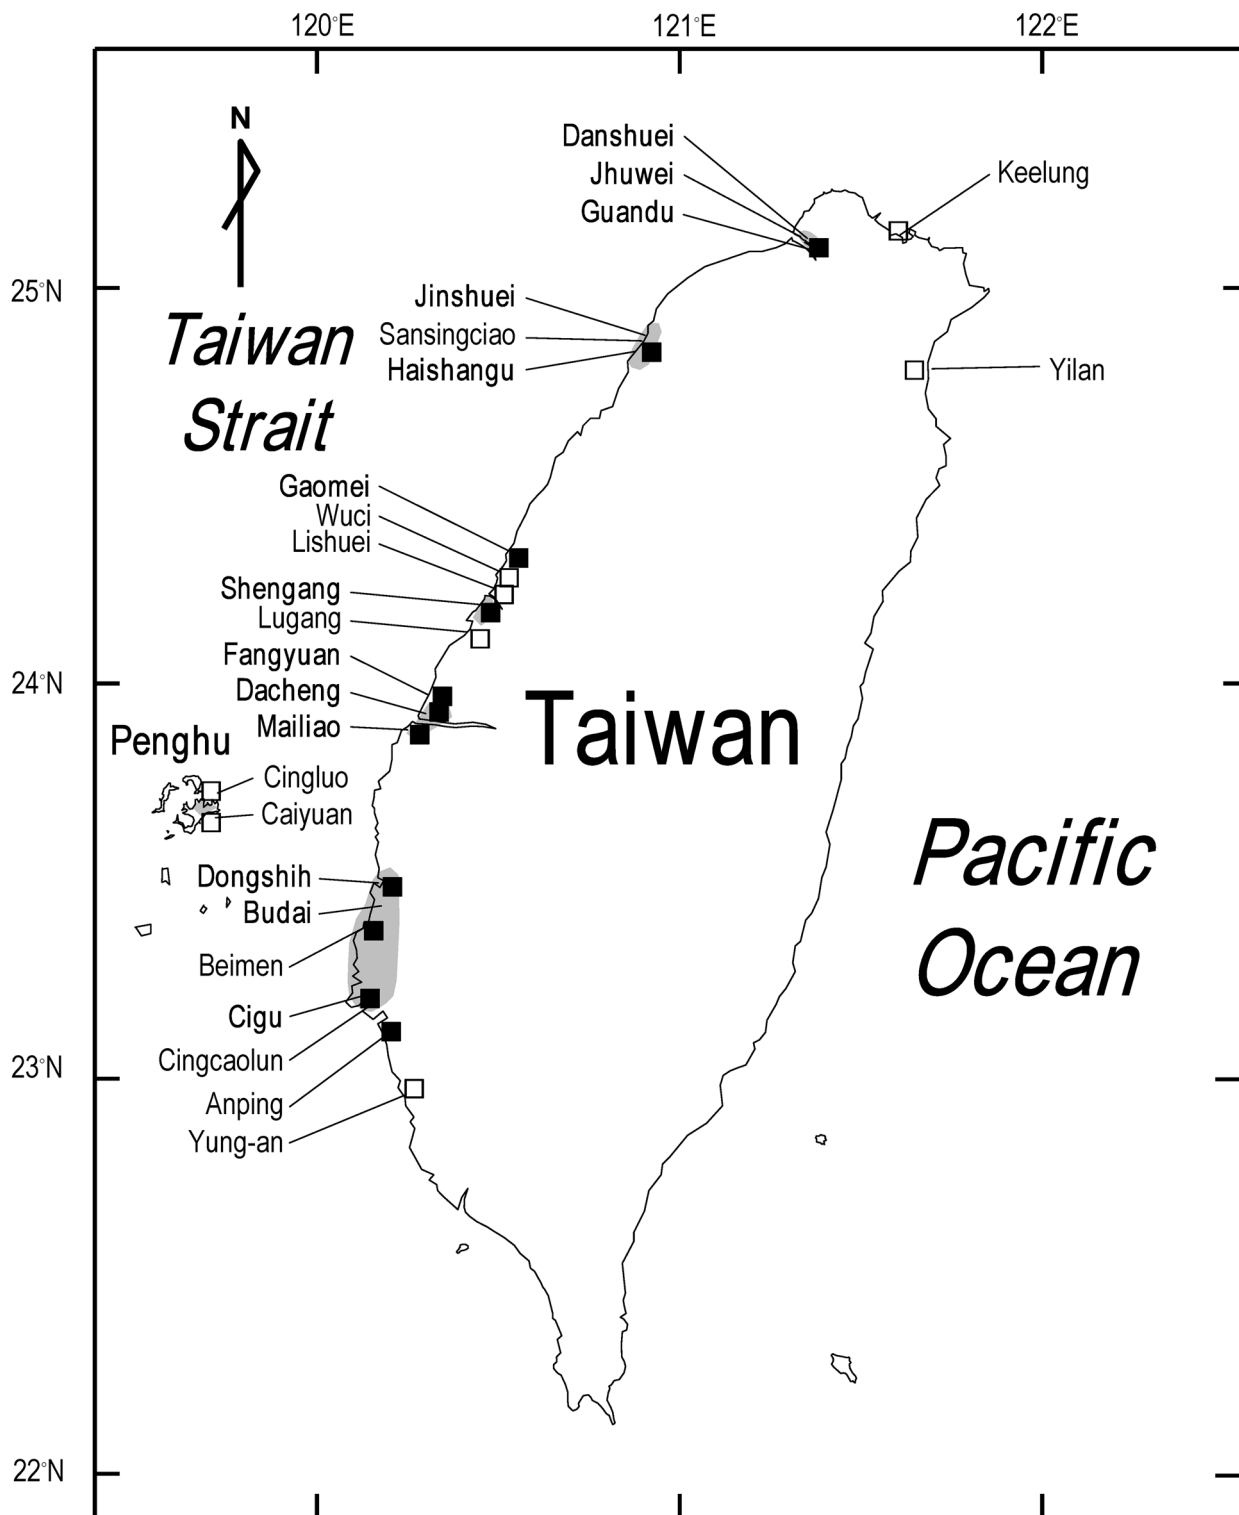 120°E
121°E
122°E
N
Danshuei
Jhuwei
Guandu
Keelung
25°N
Taiwan
Strait
Jinshuei
Sansingciao
Haishangu
Yilan
Gaomei
Wuci
Lishuei
Shengang
Lugang
Fangyuan
24°N
Dacheng
Mailiao
Taiwan
Penghu
Cingluo
Caiyuan
Pacific
Ocean
Dongshih
Budai
Beimen
Cigu
Cingcaolun
23°N
Anping
Yung-an
22°N